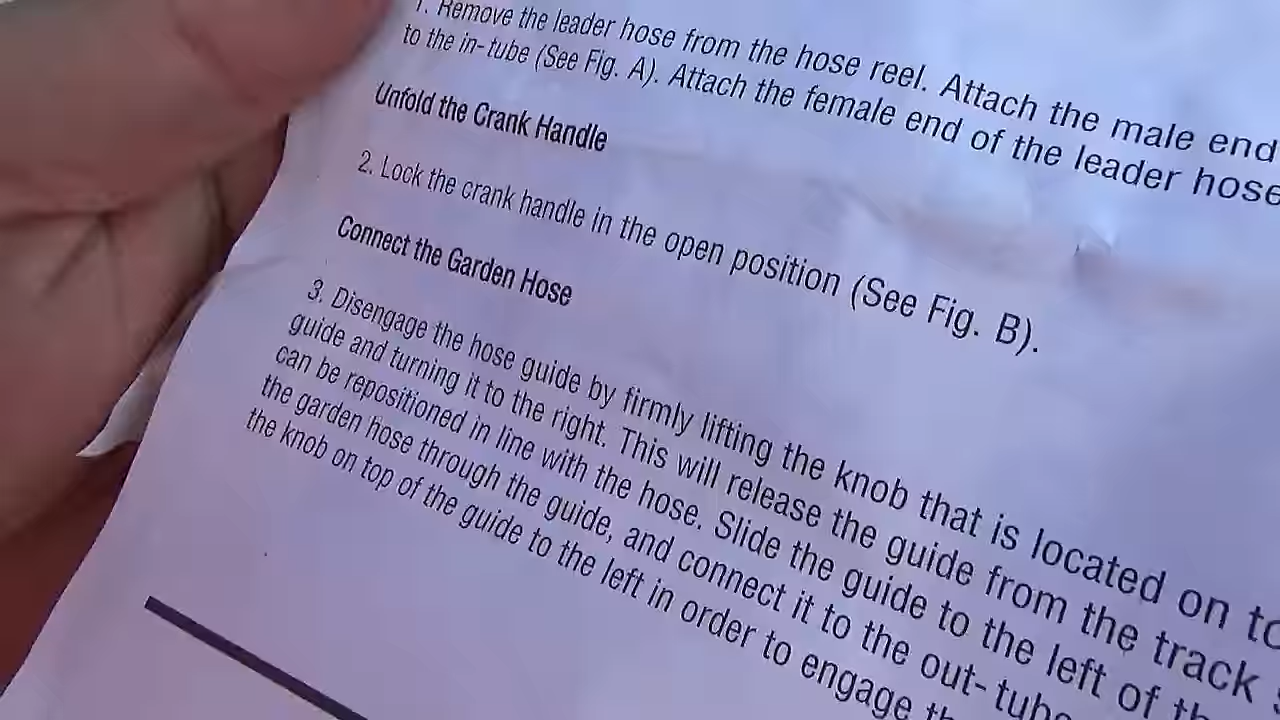 1. Remove the leader hose from the hose reel. Attach the male end
to the in-tube (See Fig. A). Attach the female end of the leader hose
Unfold the Crank Handle
2. Lock the crank handle in the open position (See Fig. B).
Connect the Garden Hose
3. Disengage the hose guide by firmly lifting the knob that is located on
guide and turning it to the right. This will release the guide from the track
can be repositioned in line with the hose. Slide the guide to the left of
the garden hose through the guide, and connect it to the out-tube
the knob on top of the guide to the left in order to engage